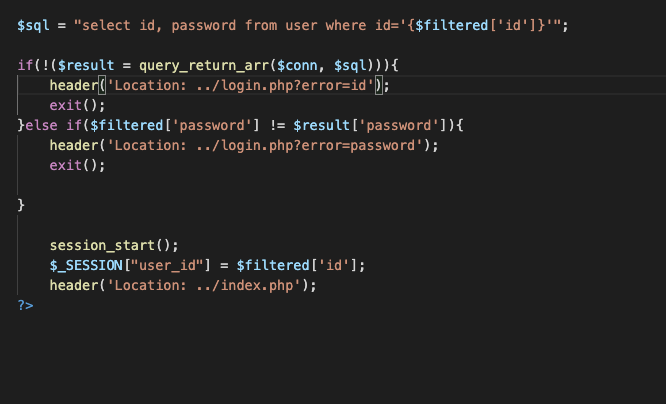 $sql = "select id, password from user where id='{$filtered['id']}'";
if(!($result = query_return_arr($conn, $sql))){
header('Location: ../login.php?error=id');
exit();
}else if($filtered['password'] != $result['password']){
header('Location: ../login.php?error=password');
exit();
}
session_start();
$_SESSION["user_id"] = $filtered['id'];
header('Location: ../index.php');
?>